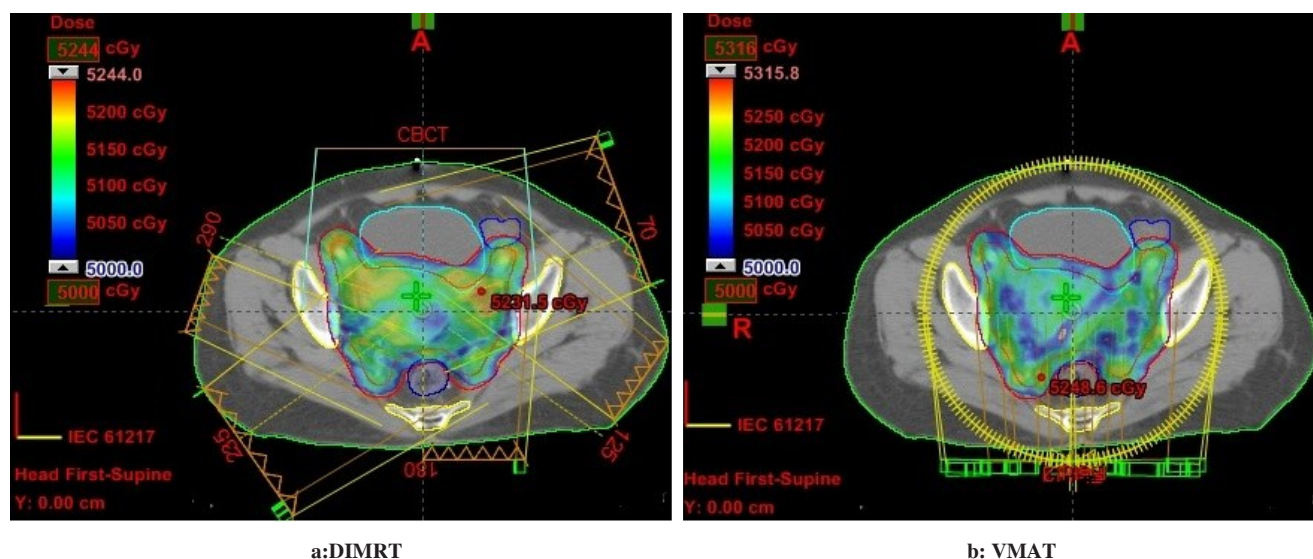 Dose
5244 cGy
5244.0
5200 cGy
5150 cGy
5100 cGy
5050 cGy
5000.0
5000 cGy
A
CBCT
290
70
5231.5 cGy
235
180
125
IEC 61217
Head First-Supine
Y: 0.00 cm
a:DIMRT
Dose
5316 cGy
5315.8
5250 cGy
5200 cGy
5150 cGy
5100 cGy
5050 cGy
5000.0
5000 cGy
A
R
5248.6 cGy
IEC 61217
Head First-Supine
Y: 0.00 cm
b: VMAT